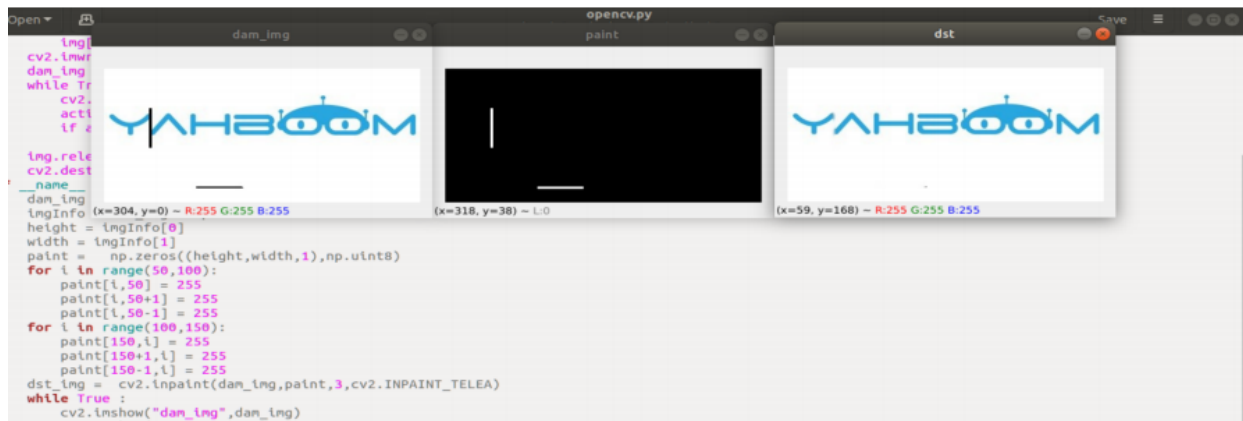 Open
opencv.py
Save
dam_img
paint
dst
img[
cv2.imwr
dam_img
while Tr
cv2.
acti
if a
YAHBOOM
YAHBOOM
img.rele
cv2.dest
__name__
dam_img
imgInfo
(x=304, y=0) ~ R:255 G:255 B:255
(x=318, y=38) ~ L:0
(x=59, y=168) ~ R:255 G:255 B:255
height = imgInfo[0]
width = imgInfo[1]
paint = np.zeros((height,width,1),np.uint8)
for i in range(50,100):
paint[i,50] = 255
paint[i,50+1] = 255
paint[i,50-1] = 255
for i in range(100,150):
paint[150,i] = 255
paint[150+1,i] = 255
paint[150-1,i] = 255
dst_img = cv2.inpaint(dam_img,paint,3,cv2.INPAINT_TELEA)
while True :
cv2.imshow("dam_img",dam_img)